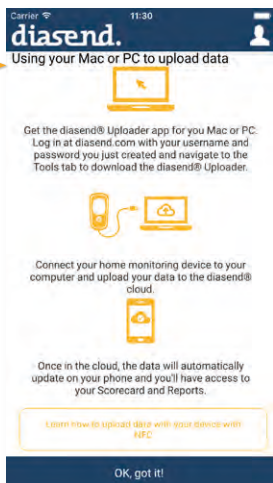 Carrier 11:30
diasend.
Using your Mac or PC to upload data
Get the diasend® Uploader app for you Mac or PC.
Log in at diasend.com with your username and
password you just created and navigate to the
Tools tab to download the diasend® Uploader.
Connect your home monitoring device to your
computer and upload your data to the diasend®
cloud.
Once in the cloud, the data will automatically
update on your phone and you'll have access to
your Scorecard and Reports.
Learn how to upload data with your device with
NFC
OK, got it!